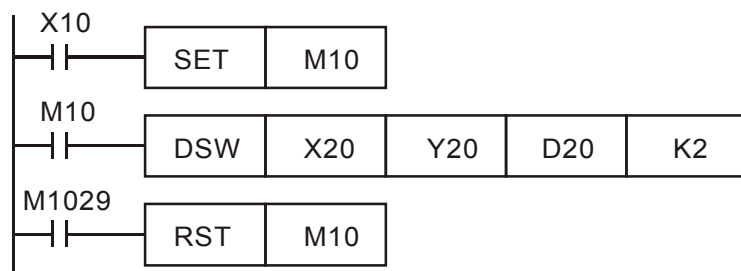 X10
SET M10
M10
DSW X20 Y20 D20 K2
M1029
RST M10